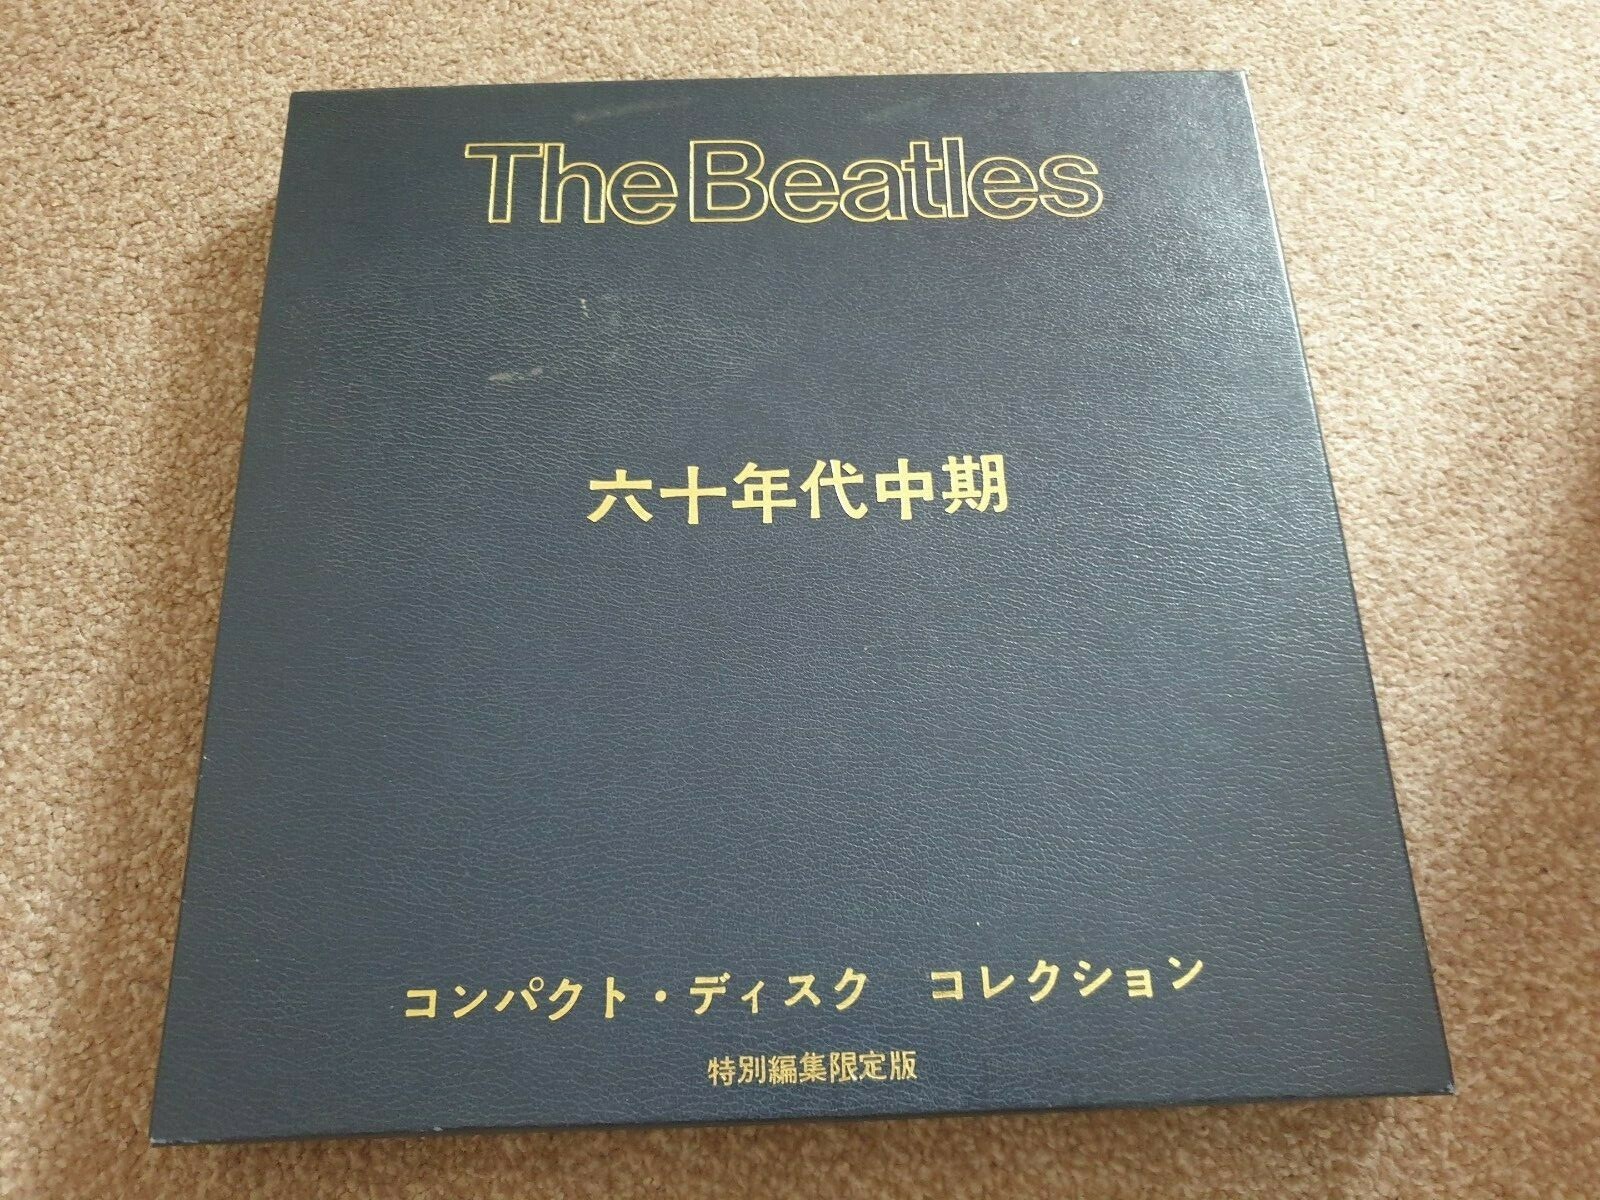 The Beatles
六十年代中期
コンパクト・ディスク　コレクション
特別編集限定版